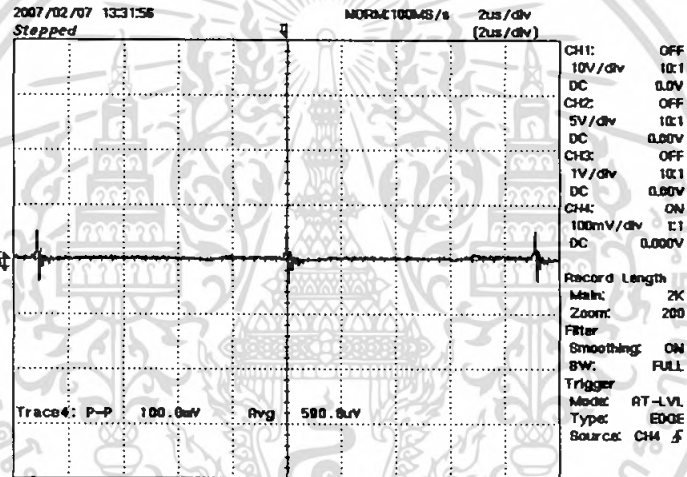 2007/02/07 13:31:56 NORM:100MS/s 2us/div
Stopped (2us/div)
CH1: OFF
10V/div 10:1
DC 0.0V
CH2: OFF
5V/div 10:1
DC 0.00V
CH3: OFF
1V/div 10:1
DC 0.00V
CH4: ON
100mV/div 1:1
DC 0.000V
Record Length
Main: 2K
Zoom: 200
Filter
Smoothing: ON
BW: FULL
Trigger
Mode: AT-LVL
Type: EDGE
Source: CH4
Trace4: P-P 100.0mV Avg 500.0uV